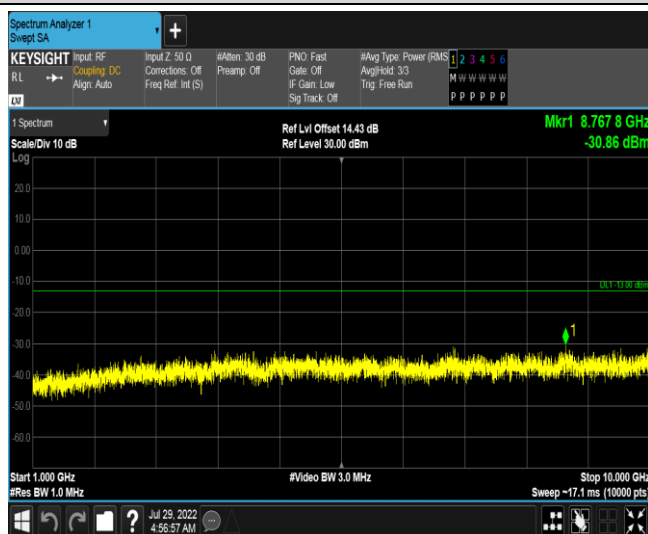 Spectrum Analyzer 1
Swept SA
+
KEYSIGHT
RL
LXI
Input: RF
Coupling: DC
Align: Auto
Input Z: 50 Ω
Corrections: Off
Freq Ref: Int (S)
#Atten: 30 dB
Preamp: Off
PNO: Fast
Gate: Off
IF Gain: Low
Sig Track: Off
#Avg Type: Power (RMS
Avg|Hold: 3/3
Trig: Free Run
1 2 3 4 5 6
M W W W W W
P P P P P P
1 Spectrum
Scale/Div 10 dB
Log
Ref Lvl Offset 14.43 dB
Ref Level 30.00 dBm
Mkr1 8.767 8 GHz
-30.86 dBm
20.0
10.0
0.00
-10.0
DL1 -13.00 dBm
-20.0
-30.0
1
-40.0
-50.0
-60.0
Start 1.000 GHz
#Res BW 1.0 MHz
#Video BW 3.0 MHz
Stop 10.000 GHz
Sweep ~17.1 ms (10000 pts)
?
Jul 29, 2022
4:56:57 AM